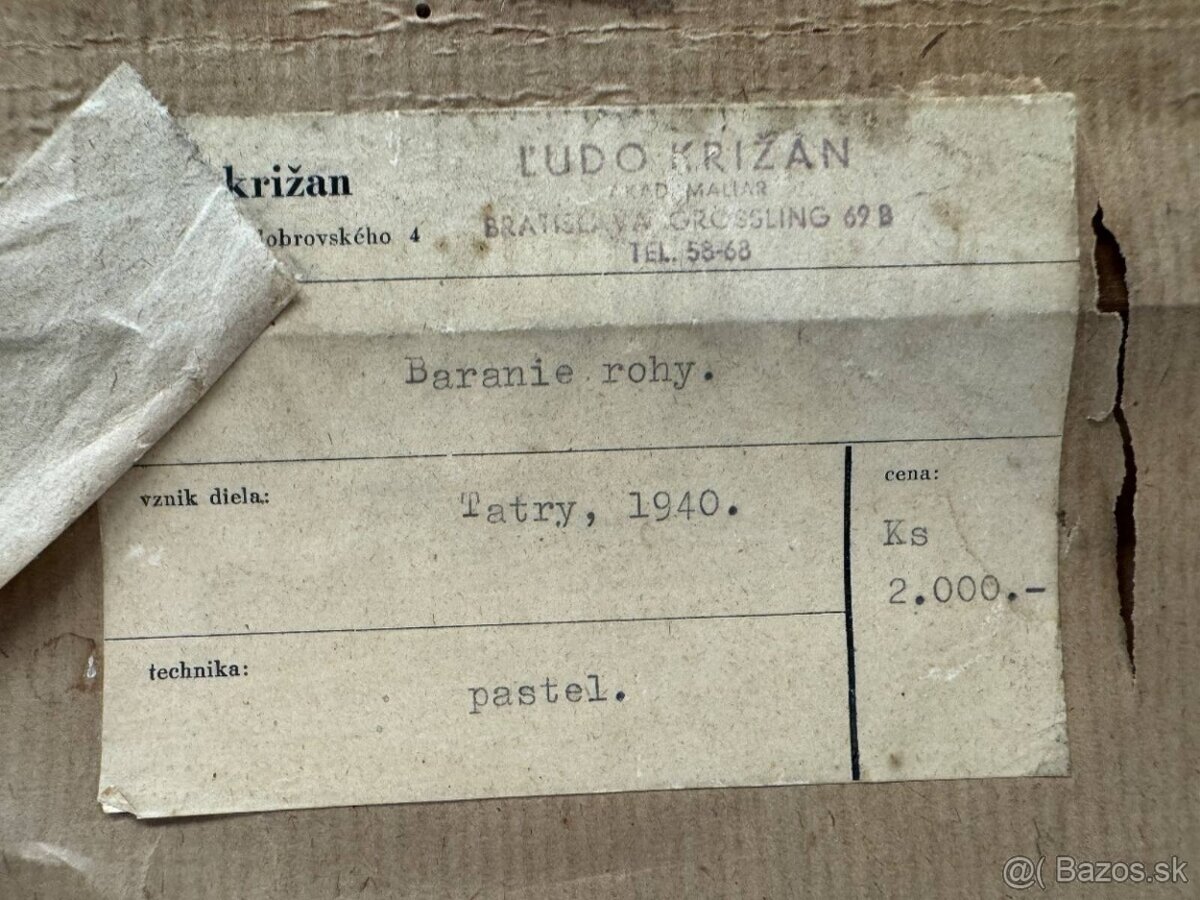 križan
dobrovského 4
ĽUDO KRIŽAN
AKAD. MALIAR
BRATISLAVA GRÖSSLING 69 B
TEL. 58-68
Baranie rohy.
vznik diela:
Tatry, 1940.
cena:
Ks
2.000.-
technika:
pastel.
@( Bazos.sk